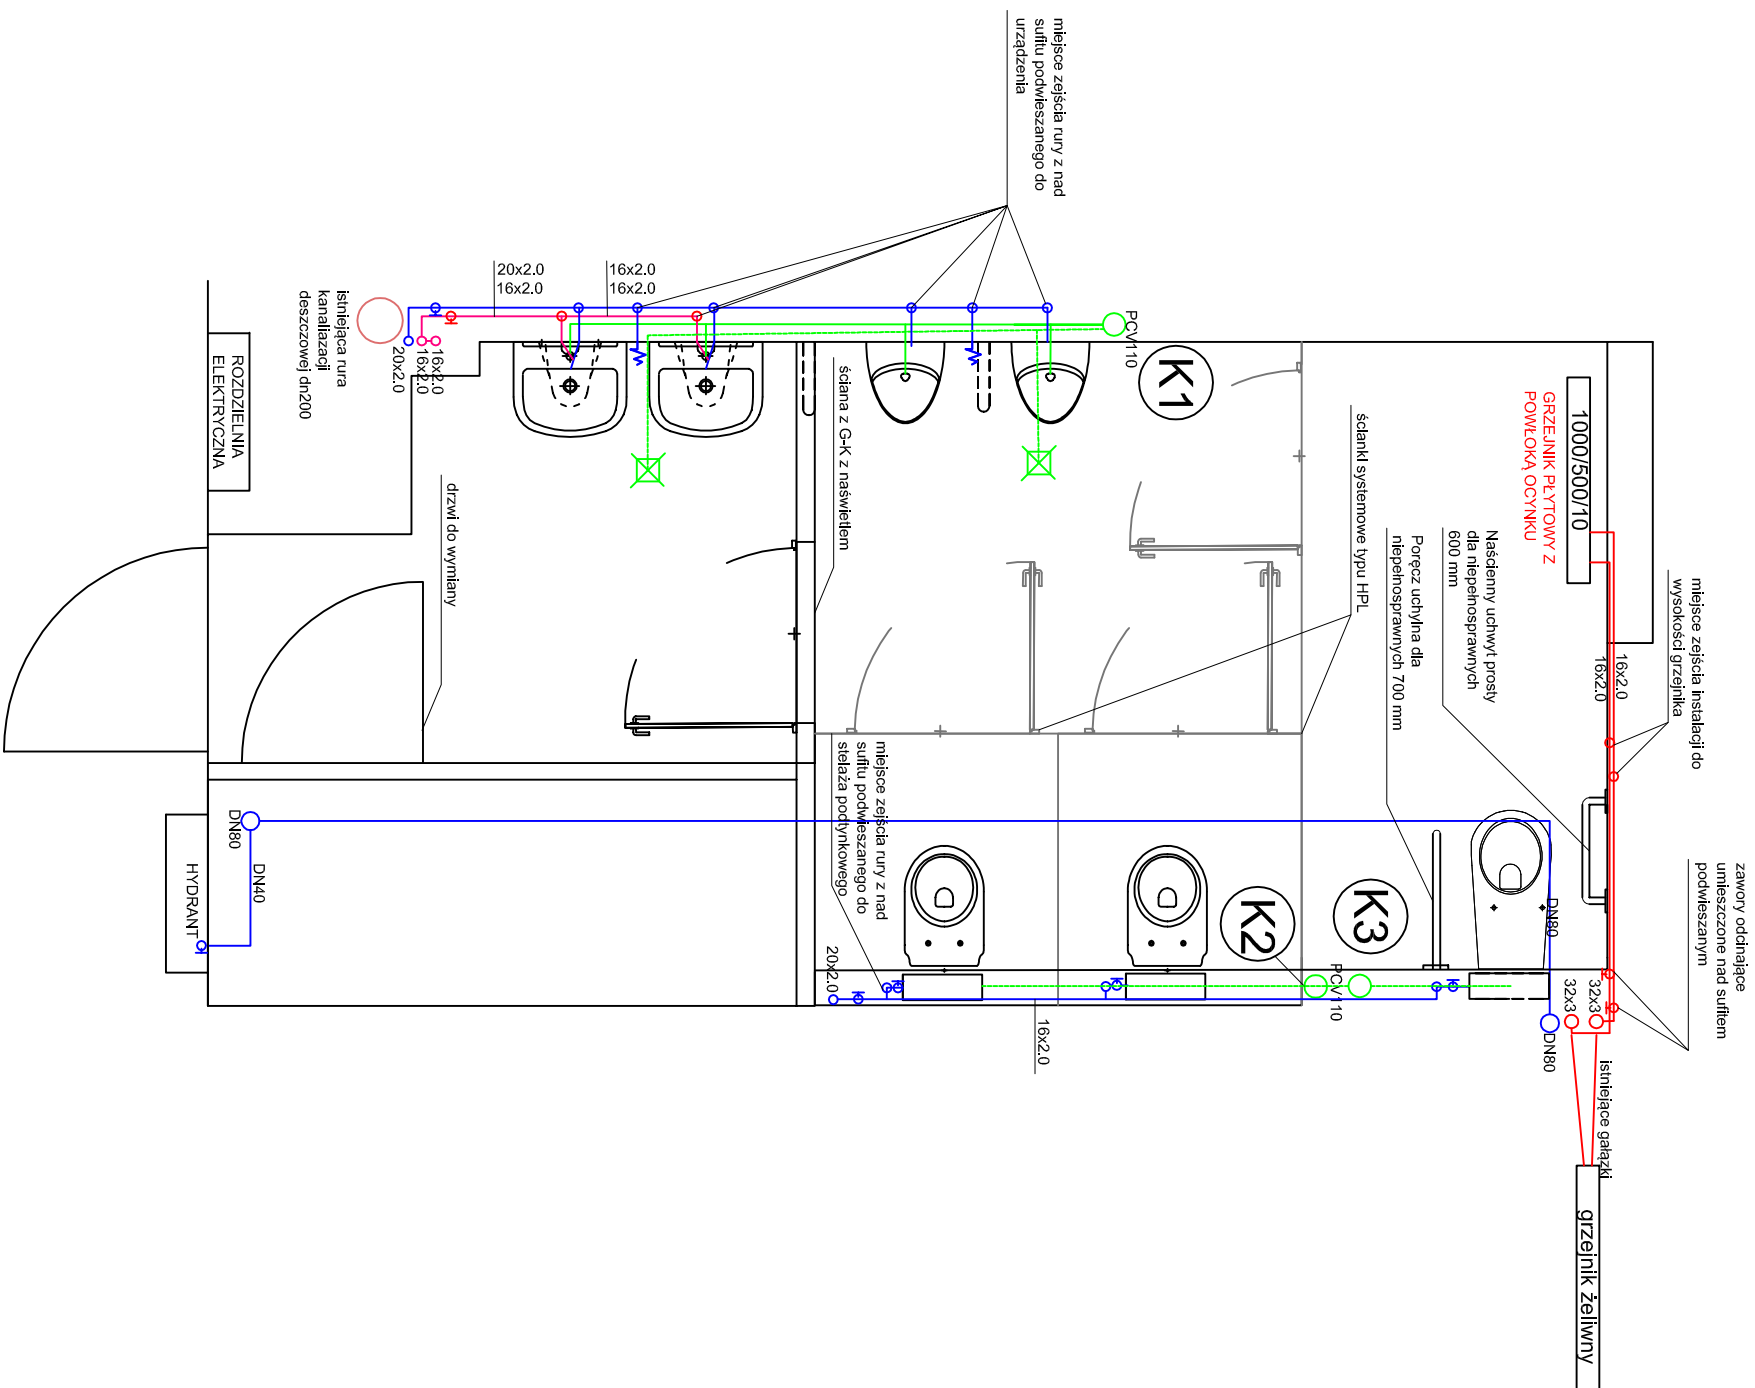 miejsce zejścia rury z nad
sufitu podwieszanego do
urządzenia
PCV110
K1
20x2.0
16x2.0
16x2.0
16x2.0
istniejąca rura
kanaliazacji
deszczowej dn200
16x2.0
16x2.0
20x2.0
ROZDZIELNIA
ELEKTRYCZNA
drzwi do wymiany
ściana z G-K z naświetlem
ścianki systemowe typu HPL
1000/500/10
GRZEJNIK PŁYTOWY Z
POWŁOKĄ OCYNKU
Naścienny uchwyt prosty
dla niepełnosprawnych
600 mm
Poręcz uchylna dla
niepełnosprawnych 700 mm
miejsce zejścia instalacji do
wysokości grzejnika
16x2.0
16x2.0
zawory odcinające
umieszczone nad sufitem
podwieszanym
miejsce zejścia rury z nad
sufitu podwieszanego do
stelaża podtynkowego
K2
K3
DN80
PCV110
20x2.0
16x2.0
32x3
32x3
DN80
istniejące gałązki
grzejnik żeliwny
DN80
DN40
HYDRANT